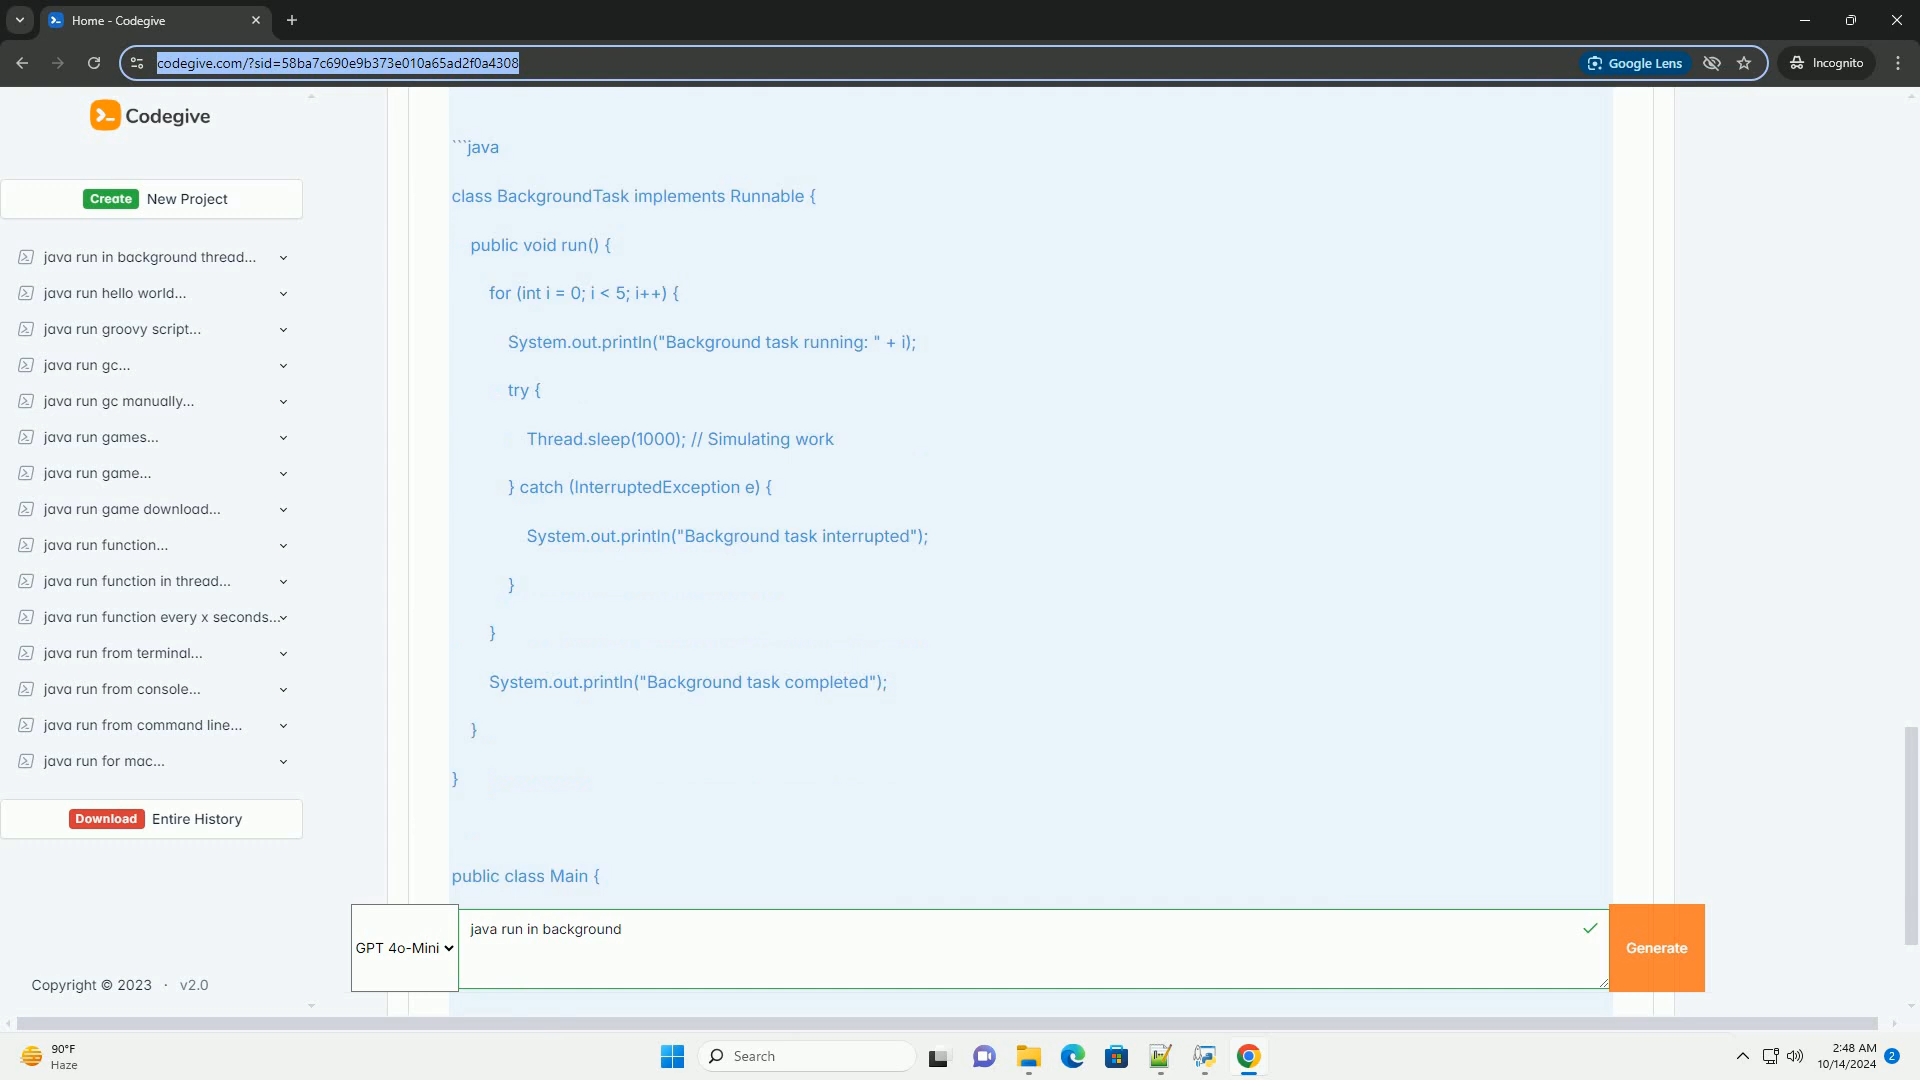 Home - Codegive
codegive.com/?sid=58ba7c690e9b373e010a65ad2f0a4308
Google Lens
Incognito
Codegive
Create New Project
java run in background thread...
java run hello world...
java run groovy script...
java run gc...
java run gc manually...
java run games...
java run game...
java run game download...
java run function...
java run function in thread...
java run function every x seconds...
java run from terminal...
java run from console...
java run from command line...
java run for mac...
Download Entire History
Copyright © 2023 · v2.0
```java
class BackgroundTask implements Runnable {
public void run() {
for (int i = 0; i < 5; i++) {
System.out.println("Background task running: " + i);
try {
Thread.sleep(1000); // Simulating work
} catch (InterruptedException e) {
System.out.println("Background task interrupted");
}
}
System.out.println("Background task completed");
}
}
public class Main {
GPT 4o-Mini
java run in background
Generate
90°F
Haze
Search
2:48 AM
10/14/2024
2